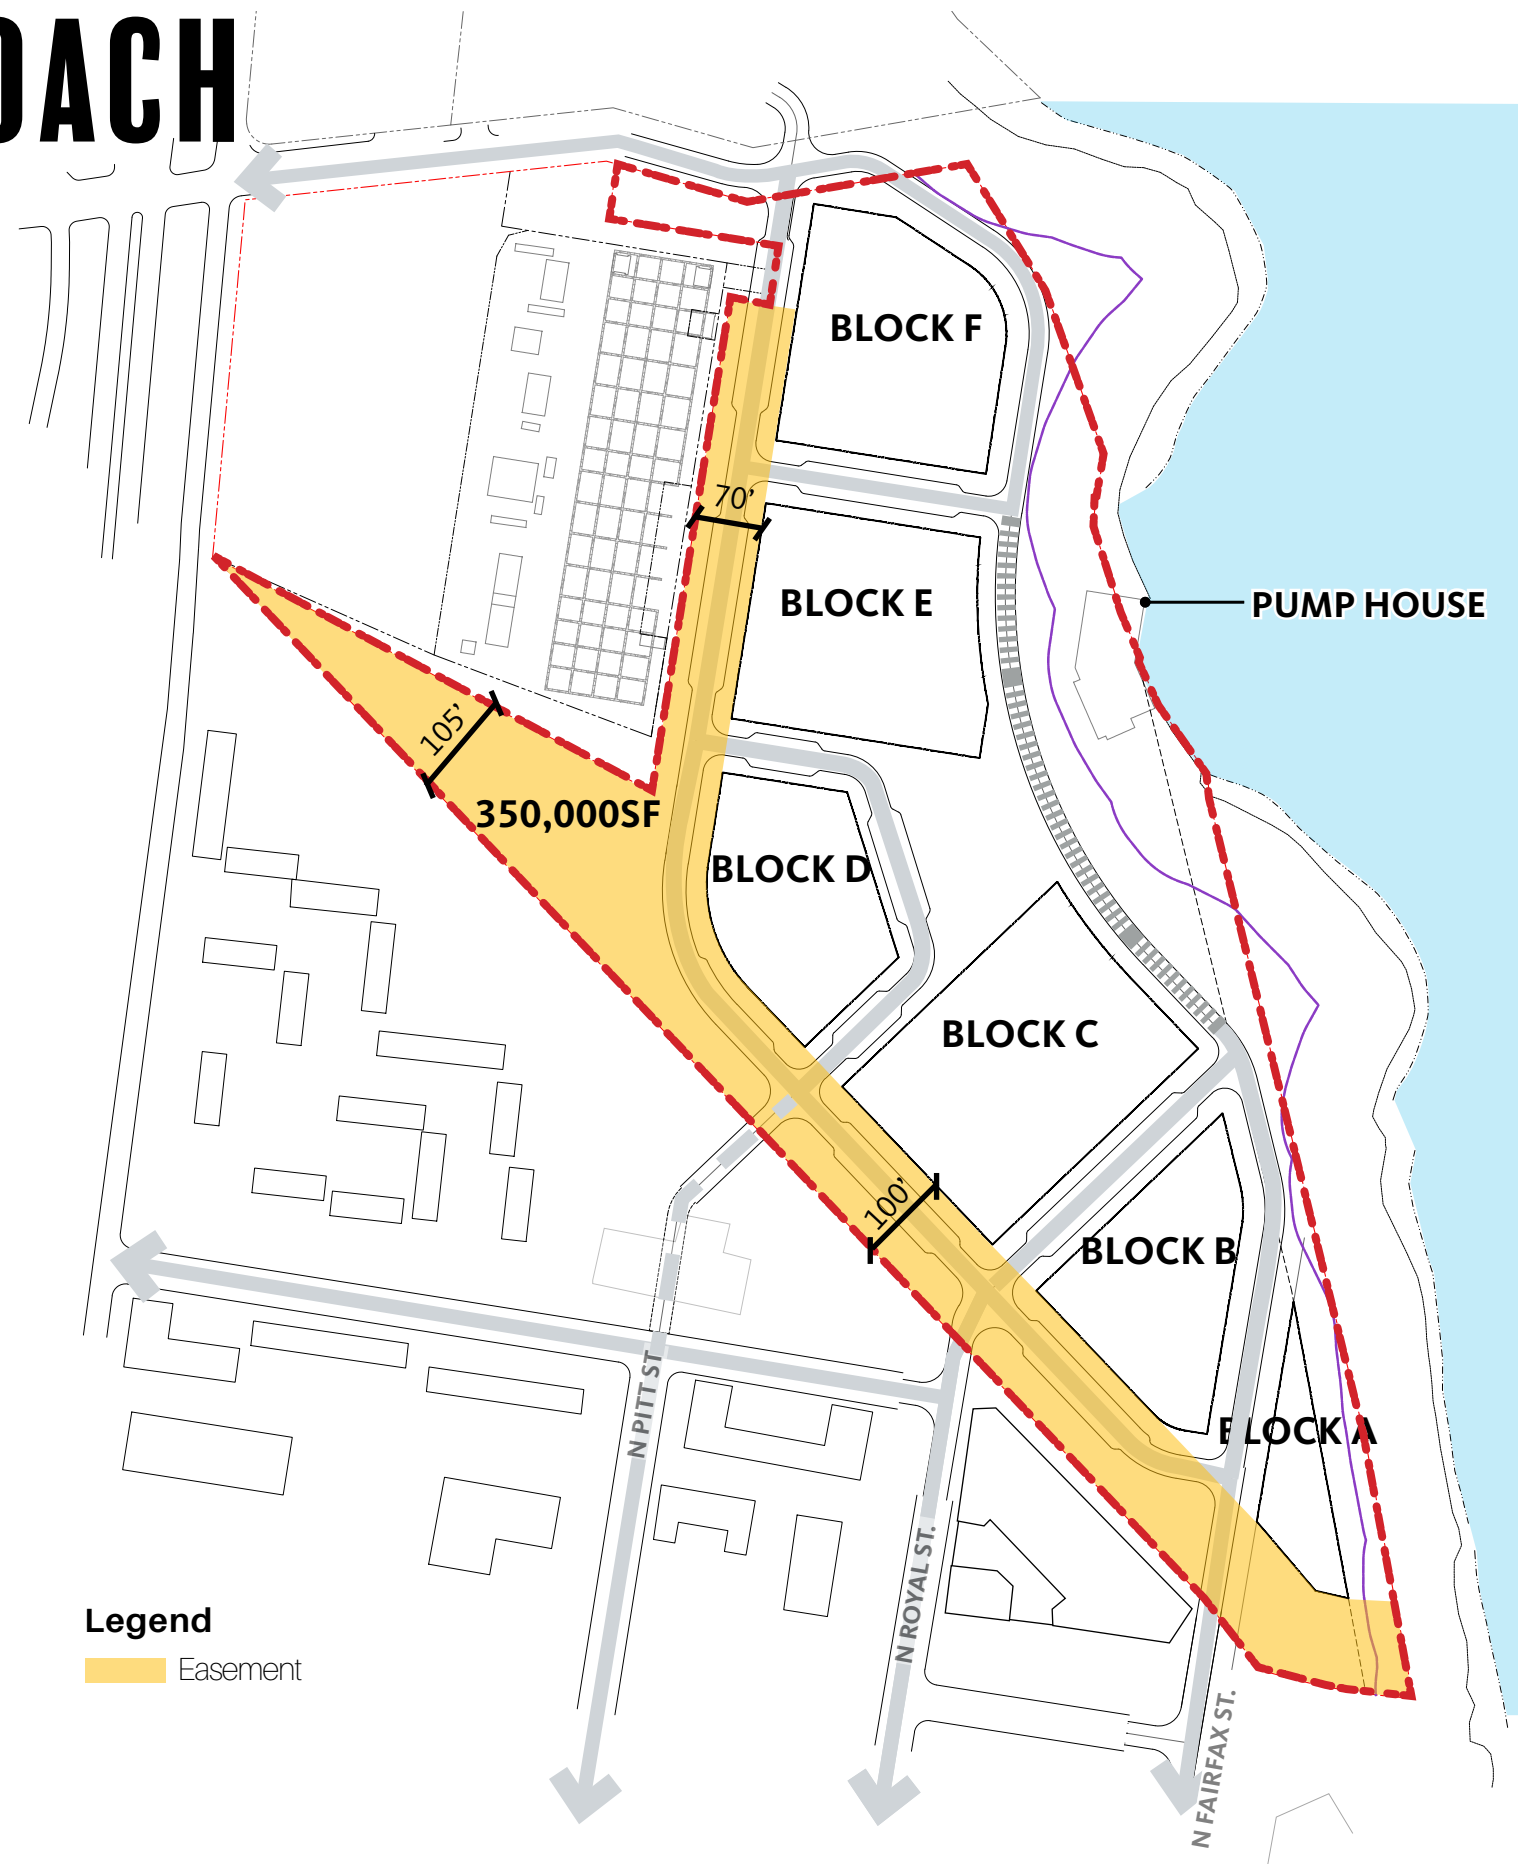 OACH
BLOCK F
70’
BLOCK E
PUMP HOUSE
105’
350,000SF
BLOCK D
BLOCK C
100’
BLOCK B
N PITT ST
BLOCK A
N ROYAL ST.
Legend
Easement
N FAIRFAX ST.